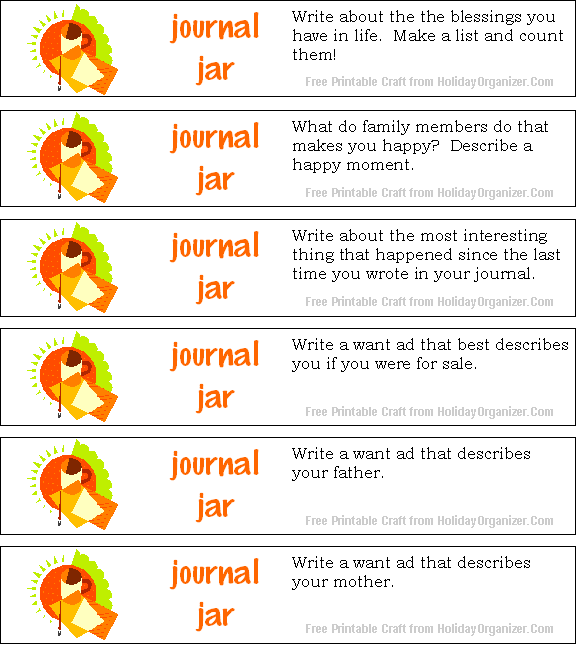 journal
jar
Write about the the blessings you
have in life.  Make a list and count
them!
Free Printable Craft from HolidayOrganizer.Com
journal
jar
What do family members do that
makes you happy?  Describe a
happy moment.
Free Printable Craft from HolidayOrganizer.Com
journal
jar
Write about the most interesting
thing that happened since the last
time you wrote in your journal.
Free Printable Craft from HolidayOrganizer.Com
journal
jar
Write a want ad that best describes
you if you were for sale.
Free Printable Craft from HolidayOrganizer.Com
journal
jar
Write a want ad that describes
your father.
Free Printable Craft from HolidayOrganizer.Com
journal
jar
Write a want ad that describes
your mother.
Free Printable Craft from HolidayOrganizer.Com